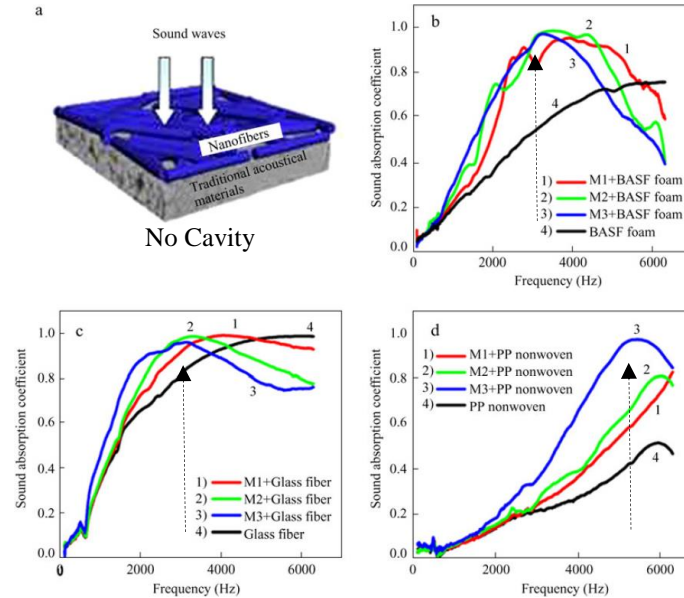 a
Sound waves
Nanofibers
Traditional acoustical
materials
No Cavity
b
Sound absorption coefficient
1.0
0.8
0.6
0.4
0.2
0.0
1
2
3
4
1) M1+BASF foam
2) M2+BASF foam
3) M3+BASF foam
4) BASF foam
0
2000
4000
6000
Frequency (Hz)
c
Sound absorption coefficient
1.0
0.8
0.6
0.4
0.2
0.0
2
1
4
3
1) M1+Glass fiber
2) M2+Glass fiber
3) M3+Glass fiber
4) Glass fiber
0
2000
4000
6000
Frequency (Hz)
d
Sound absorption coefficient
1.0
0.8
0.6
0.4
0.2
0.0
3
2
1
4
1) M1+PP nonwoven
2) M2+PP nonwoven
3) M3+PP nonwoven
4) PP nonwoven
0
2000
4000
6000
Frequency (Hz)